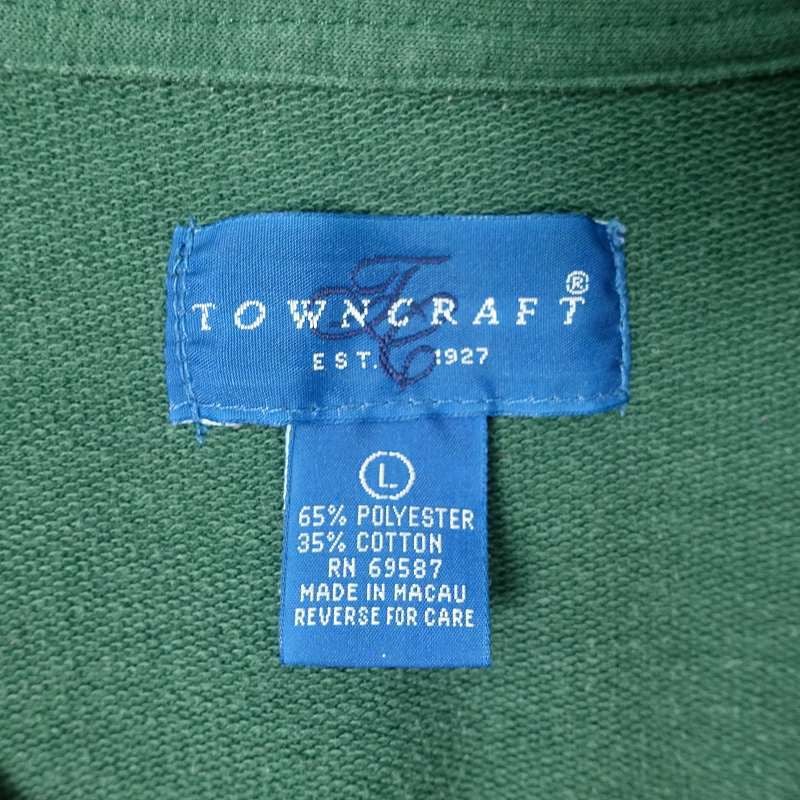 TOWNCRAFT®
EST. 1927
L
65% POLYESTER
35% COTTON
RN 69587
MADE IN MACAU
REVERSE FOR CARE